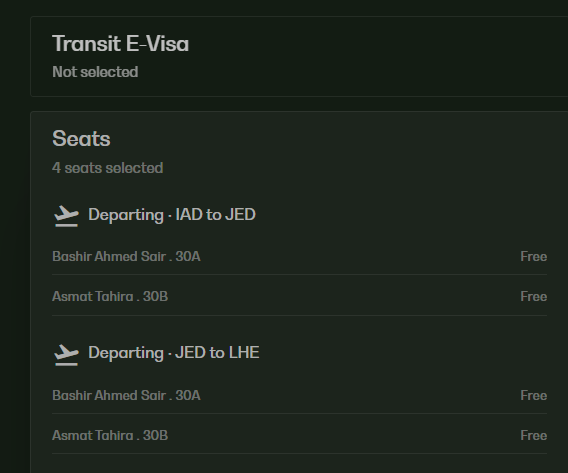 Transit E-Visa
Not selected
Seats
4 seats selected
Departing · IAD to JED
Bashir Ahmed Sair . 30A Free
Asmat Tahira . 30B Free
Departing · JED to LHE
Bashir Ahmed Sair . 30A Free
Asmat Tahira . 30B Free